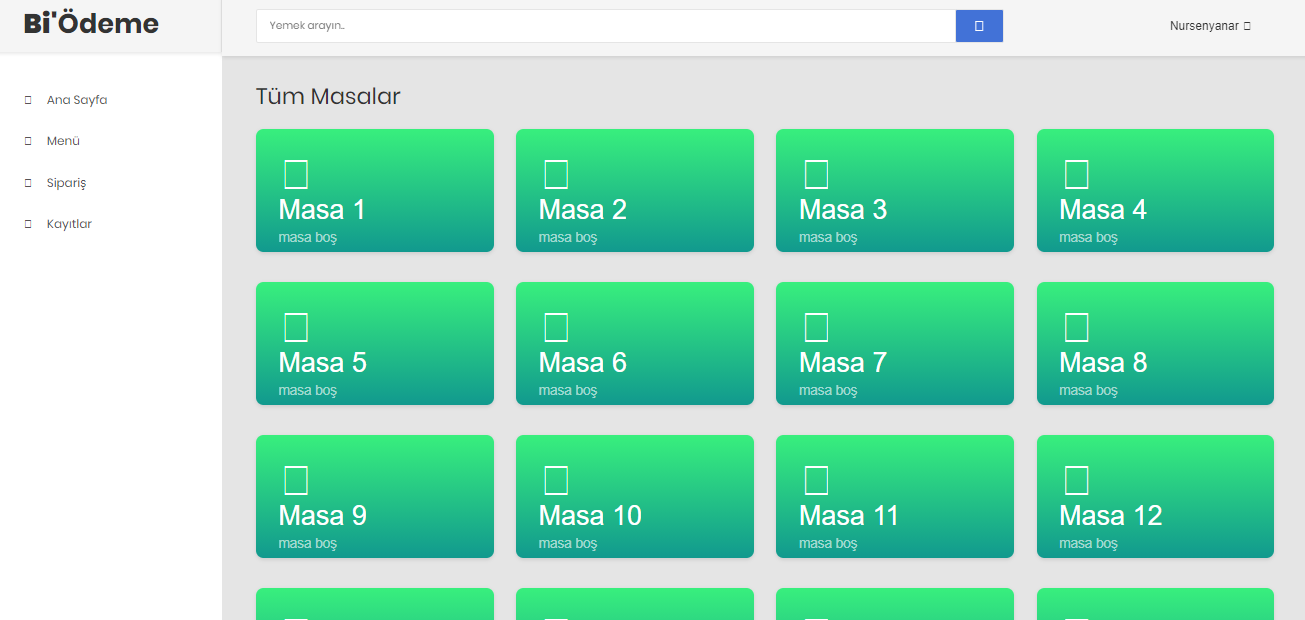 Bi'Ödeme
Yemek arayın..
Nursenyanar
Ana Sayfa
Menü
Sipariş
Kayıtlar
Tüm Masalar
Masa 1
masa boş
Masa 2
masa boş
Masa 3
masa boş
Masa 4
masa boş
Masa 5
masa boş
Masa 6
masa boş
Masa 7
masa boş
Masa 8
masa boş
Masa 9
masa boş
Masa 10
masa boş
Masa 11
masa boş
Masa 12
masa boş